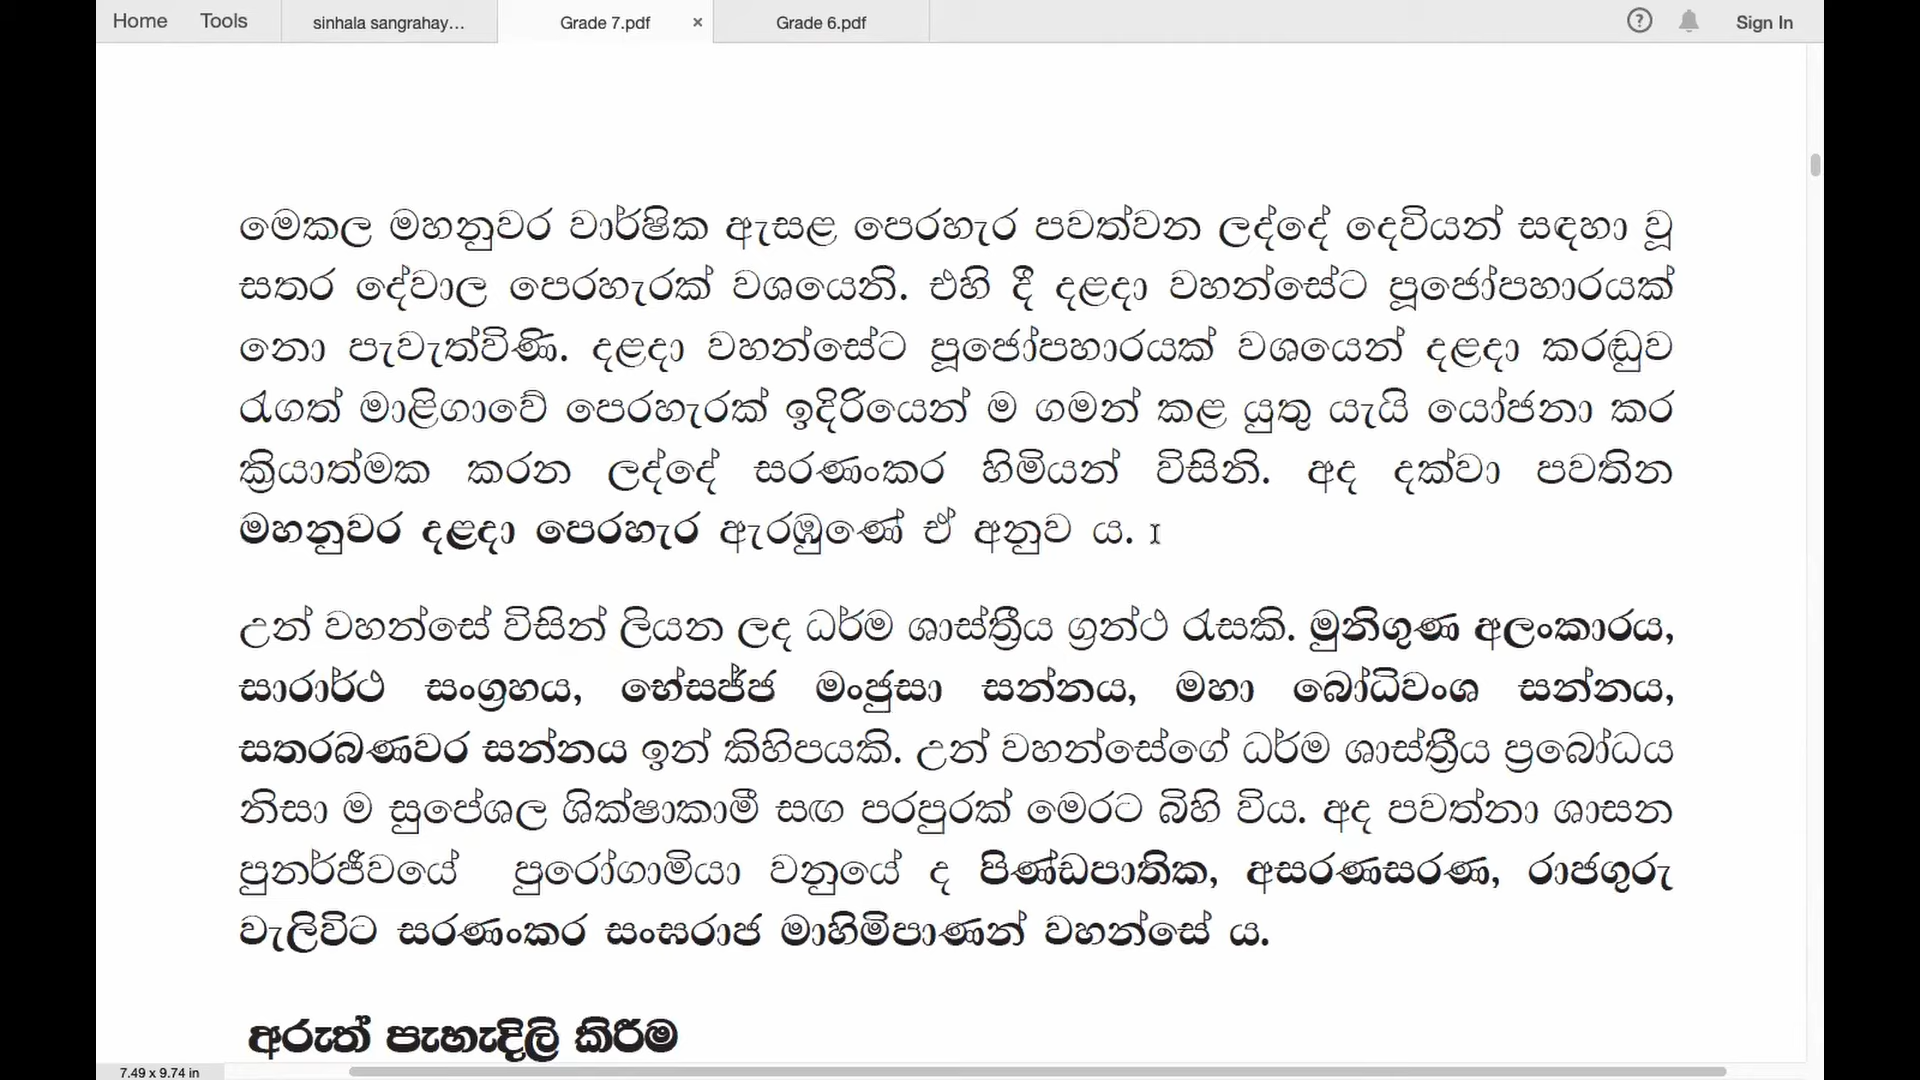 Home Tools sinhala sangrahay... Grade 7.pdf × Grade 6.pdf ? Sign In
මෙකල මහනුවර වාර්ෂික ඇසළ පෙරහැර පවත්වන ලද්දේ දෙවියන් සඳහා වූ
සතර දේවාල පෙරහැරක් වශයෙනි. එහි දී දළදා වහන්සේට පූජෝපහාරයක්
නො පැවැත්විණි. දළදා වහන්සේට පූජෝපහාරයක් වශයෙන් දළදා කරඬුව
රැගත් මාළිගාවේ පෙරහැරක් ඉදිරියෙන් ම ගමන් කළ යුතු යැයි යෝජනා කර
ක්‍රියාත්මක කරන ලද්දේ සරණංකර හිමියන් විසිනි. අද දක්වා පවතින
මහනුවර දළදා පෙරහැර ඇරඹුණේ ඒ අනුව ය.
උන් වහන්සේ විසින් ලියන ලද ධර්ම ශාස්ත්‍රීය ග්‍රන්ථ රැසකි. මුනිගුණ අලංකාරය,
සාරාර්ථ සංග්‍රහය, භේසජ්ජ මංජුසා සන්නය, මහා බෝධිවංශ සන්නය,
සතරබණවර සන්නය ඉන් කිහිපයකි. උන් වහන්සේගේ ධර්ම ශාස්ත්‍රීය ප්‍රබෝධය
නිසා ම සුපේශල ශික්ෂාකාමී සඟ පරපුරක් මෙරට බිහි විය. අද පවත්නා ශාසන
පුනර්ජීවයේ පුරෝගාමියා වනුයේ ද පිණ්ඩපාතික, අසරණසරණ, රාජගුරු
වැලිවිට සරණංකර සංඝරාජ මාහිමිපාණන් වහන්සේ ය.
අරුත් පැහැදිලි කිරීම
7.49 x 9.74 in